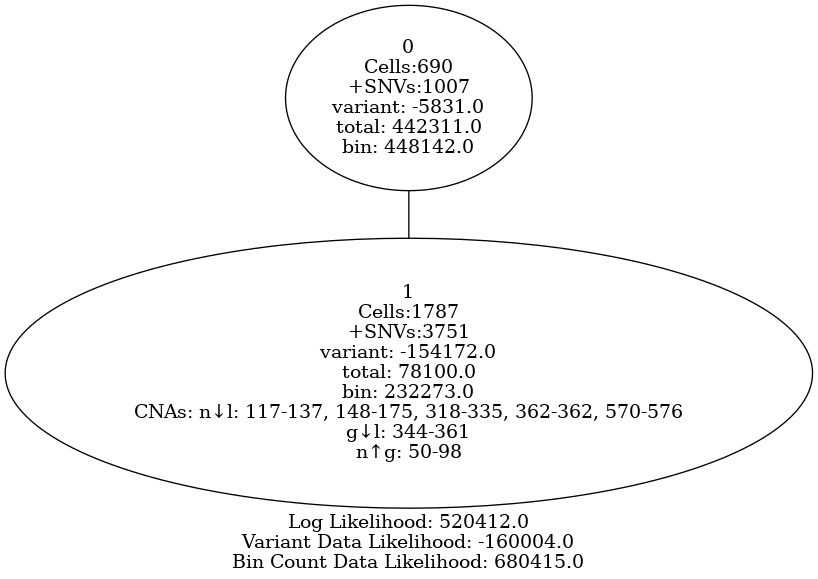 0
Cells:690
+SNVs:1007
variant: -5831.0
total: 442311.0
bin: 448142.0
1
Cells:1787
+SNVs:3751
variant: -154172.0
total: 78100.0
bin: 232273.0
CNAs: n↓l: 117-137, 148-175, 318-335, 362-362, 570-576
g↓l: 344-361
n↑g: 50-98
Log Likelihood: 520412.0
Variant Data Likelihood: -160004.0
Bin Count Data Likelihood: 680415.0